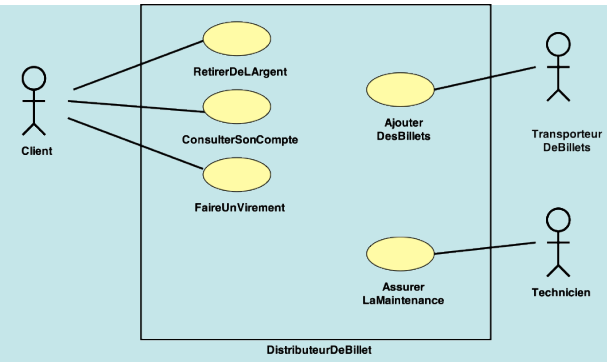 RetirerDeLArgent
ConsulterSonCompte
FaireUnVirement
Client
Ajouter
DesBillets
Transporteur
DeBillets
Assurer
LaMaintenance
Technicien
DistributeurDeBillet